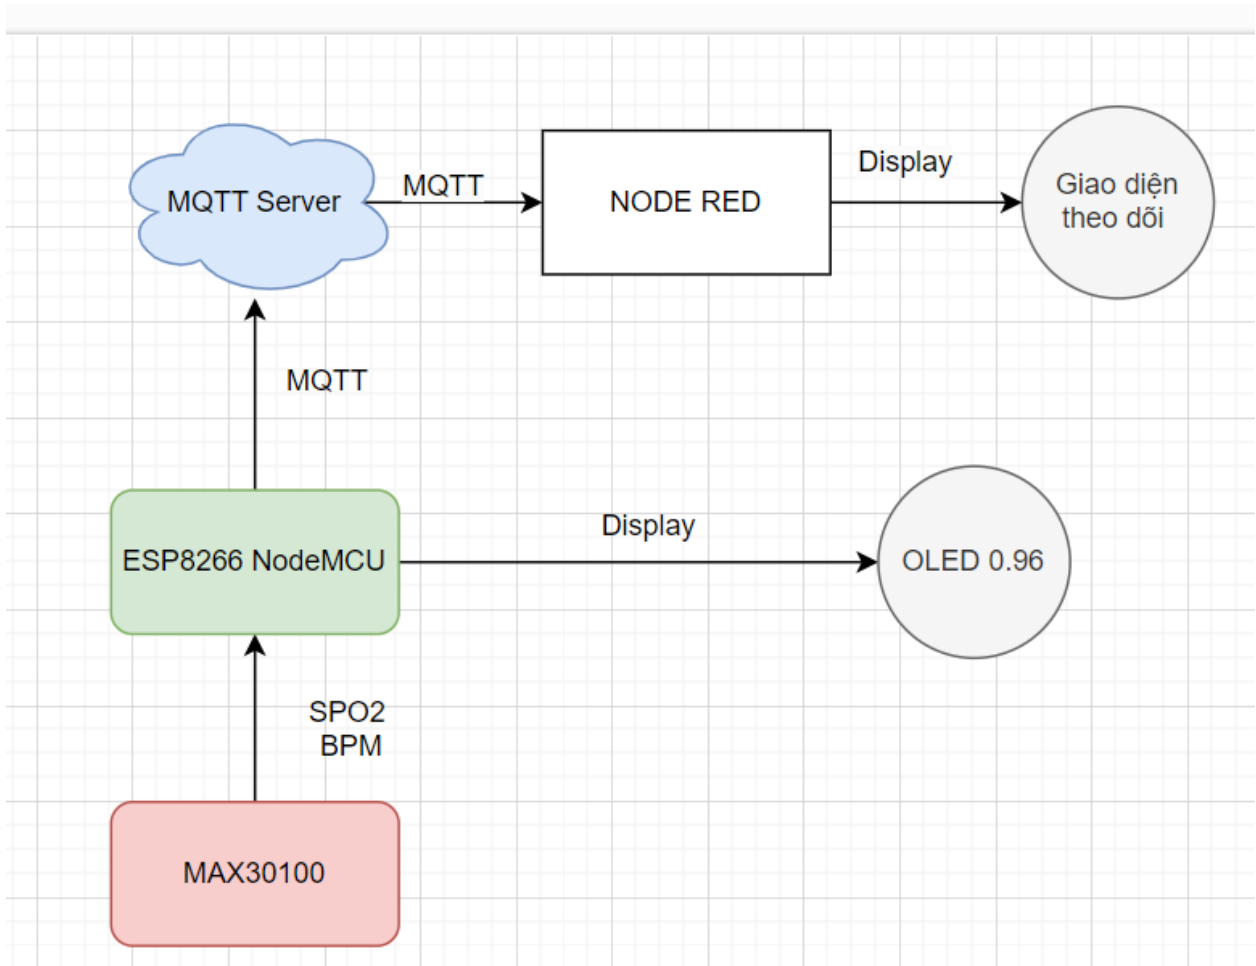 MQTT Server
MQTT
NODE RED
Display
Giao diện
theo dõi
MQTT
ESP8266 NodeMCU
Display
OLED 0.96
SPO2
BPM
MAX30100